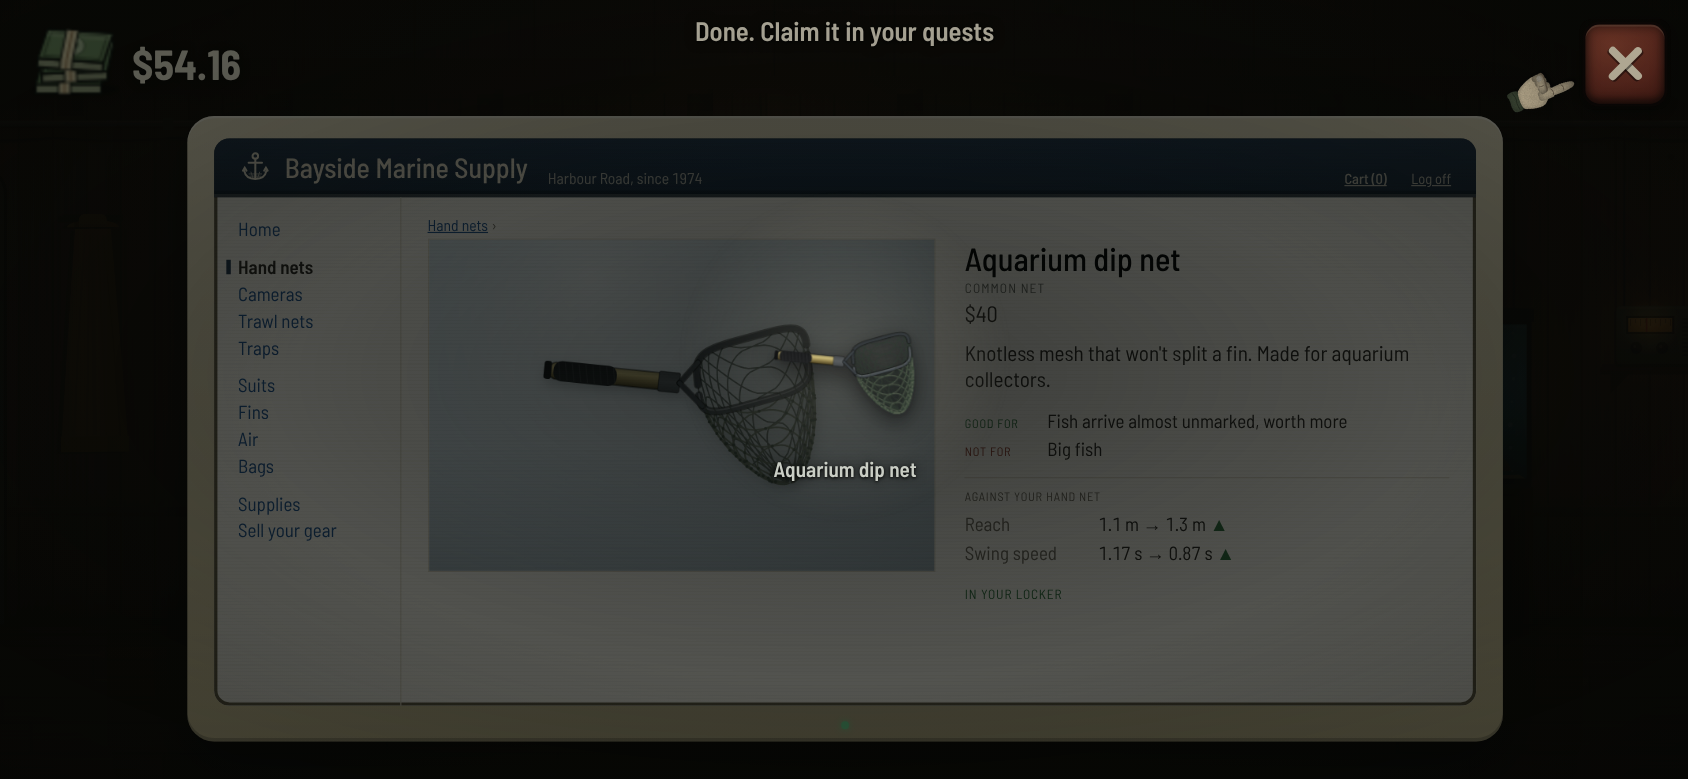 Done. Claim it in your quests
$54.16
Bayside Marine Supply
Harbour Road, since 1974
Cart (0)
Log off
Home
Hand nets
Cameras
Trawl nets
Traps
Suits
Fins
Air
Bags
Supplies
Sell your gear
Hand nets ›
Aquarium dip net
Aquarium dip net
COMMON NET
$40
Knotless mesh that won't split a fin. Made for aquarium
collectors.
GOOD FOR Fish arrive almost unmarked, worth more
NOT FOR Big fish
AGAINST YOUR HAND NET
Reach 1.1 m → 1.3 m ▲
Swing speed 1.17 s → 0.87 s ▲
IN YOUR LOCKER